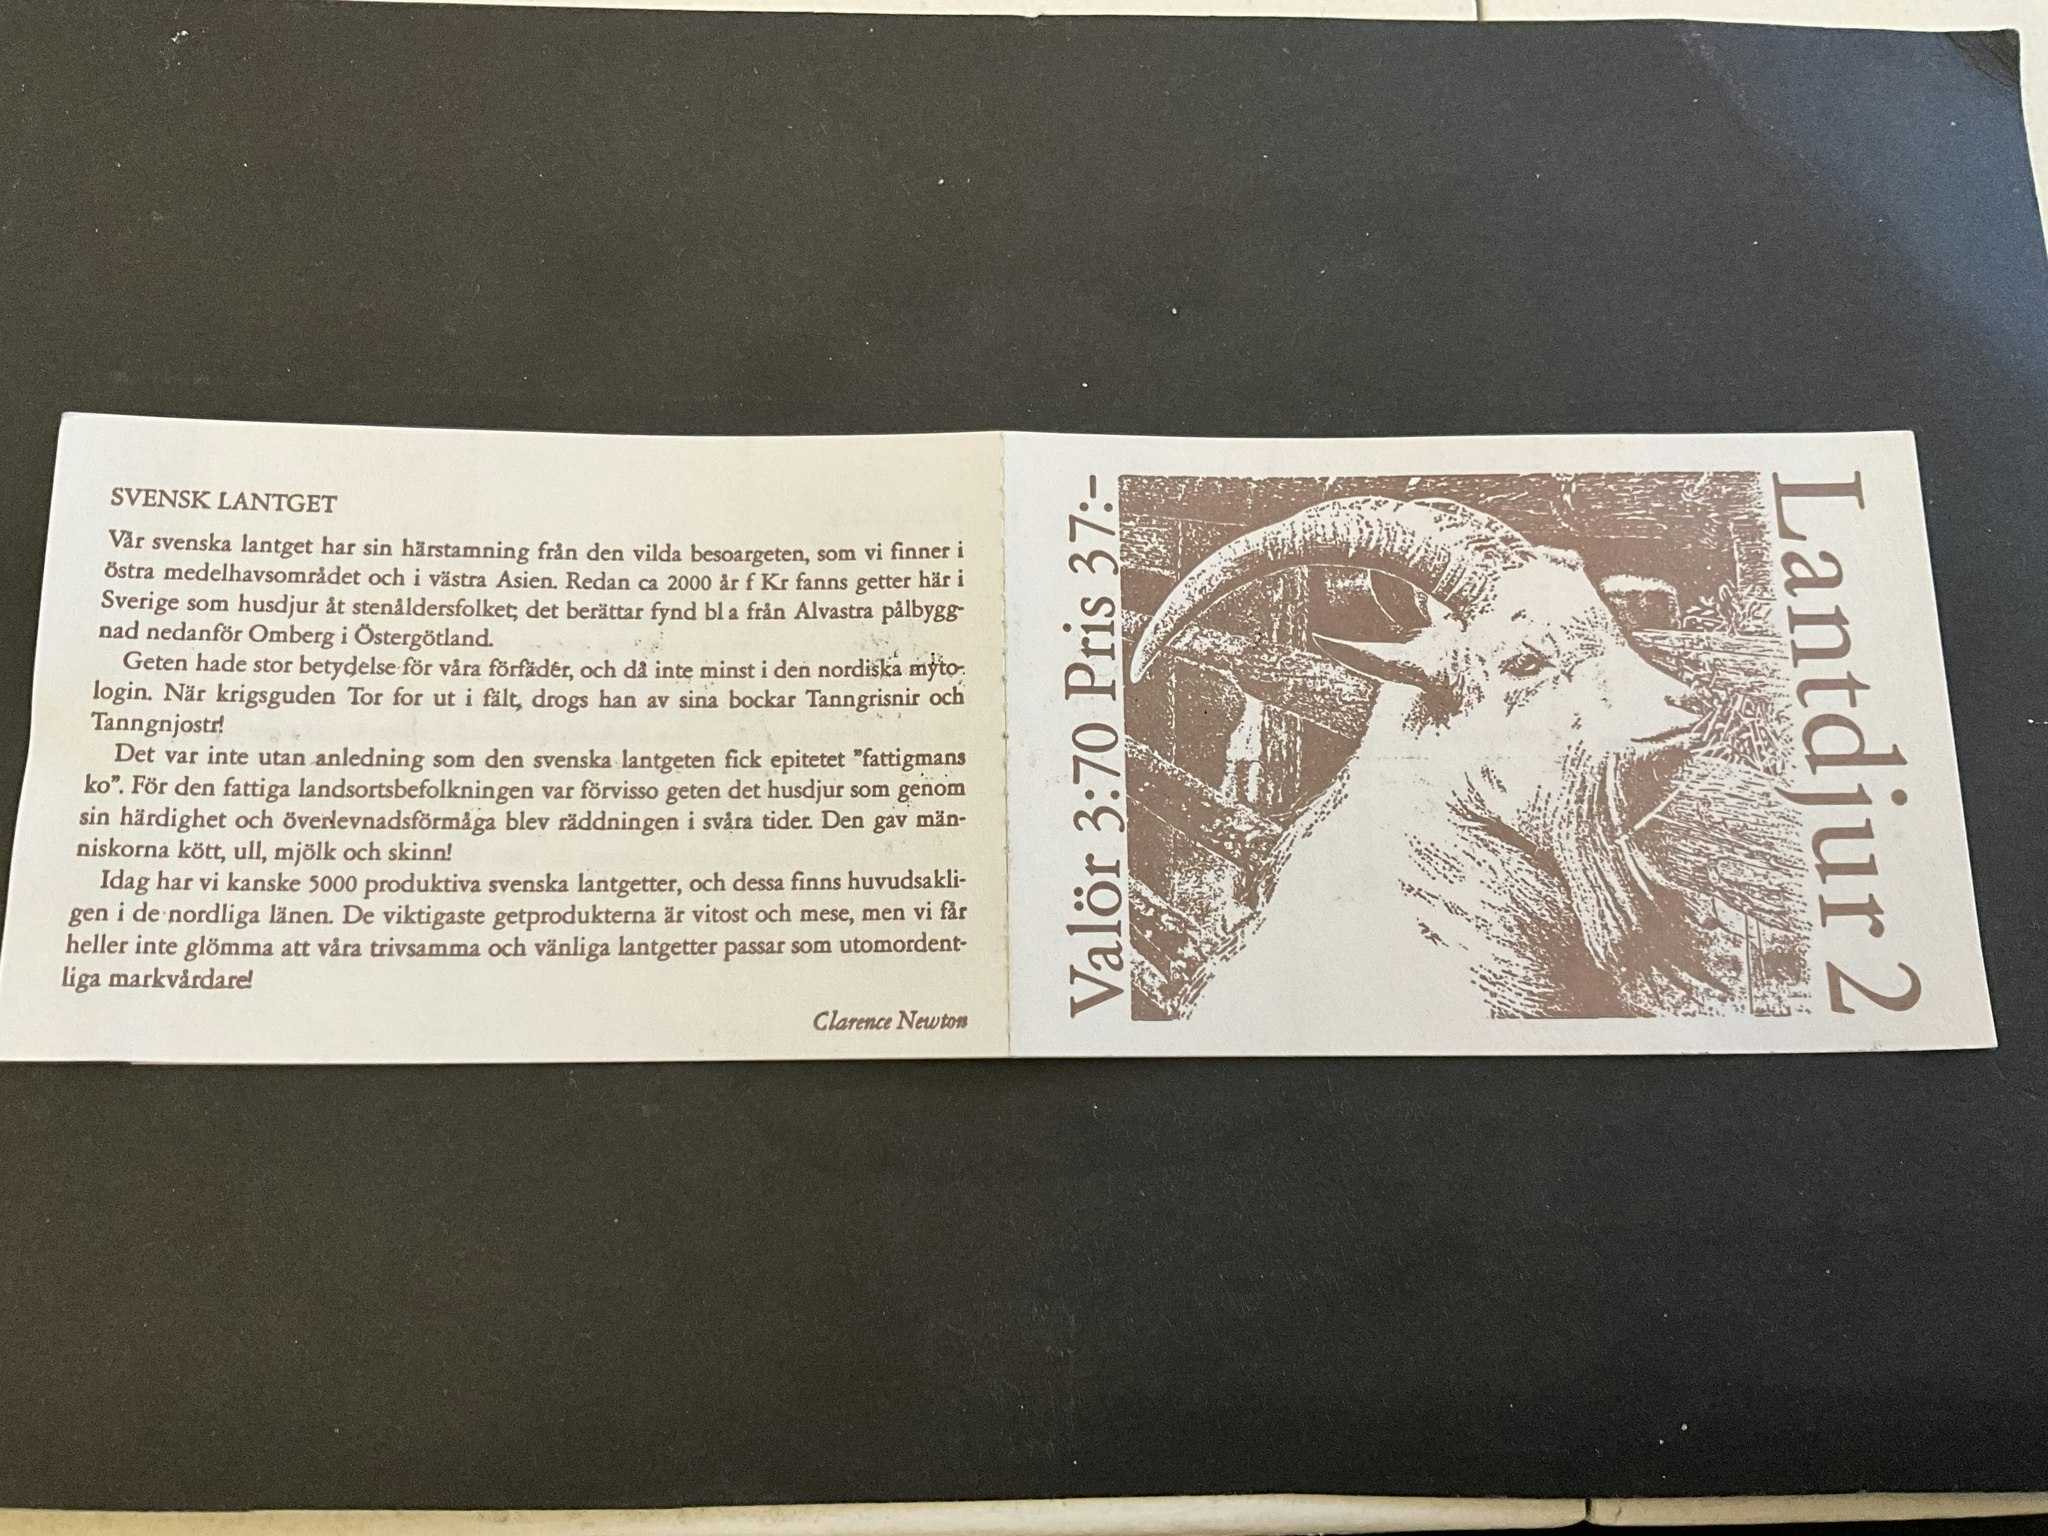 SVENSK LANTGET
Vår svenska lantget har sin härstamning från den vilda besoargeten, som vi finner i
östra medelhavsområdet och i västra Asien. Redan ca 2000 år f Kr fanns getter här i
Sverige som husdjur åt stenåldersfolket; det berättar fynd bl a från Alvastra pålbygg-
nad nedanför Omberg i Östergötland.
Geten hade stor betydelse för våra förfäder, och då inte minst i den nordiska myto-
login. När krigsguden Tor for ut i fält, drogs han av sina bockar Tanngrisnir och
Tanngnjostr!
Det var inte utan anledning som den svenska lantgeten fick epitetet ”fattigmans
ko”. För den fattiga landsortsbefolkningen var förvisso geten det husdjur som genom
sin härdighet och överlevnadsförmåga blev räddningen i svåra tider. Den gav män-
niskorna kött, ull, mjölk och skinn!
Idag har vi kanske 5000 produktiva svenska lantgetter, och dessa finns huvudsakli-
gen i de nordliga länen. De viktigaste getprodukterna är vitost och mese, men vi får
heller inte glömma att våra trivsamma och vänliga lantgetter passar som utomordent-
liga markvårdare!
Clarence Newton
Valör 3:70 Pris 37:-
Lantdjur 2